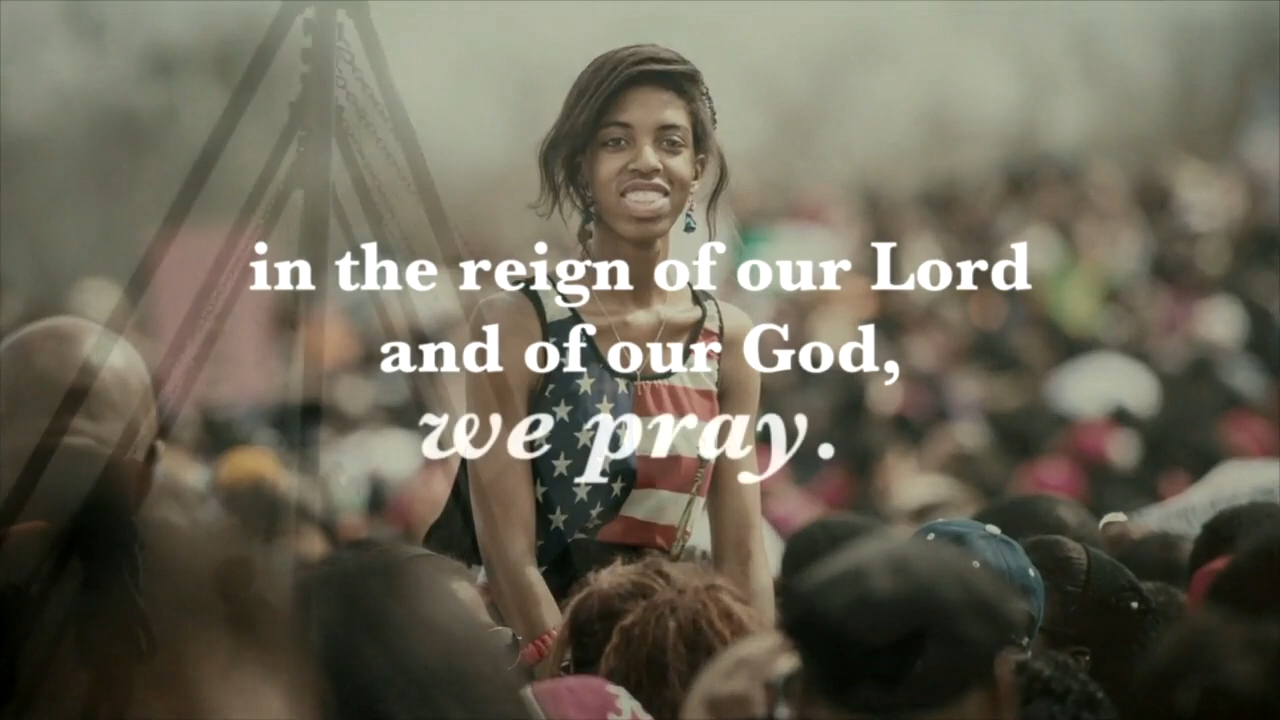 in the reign of our Lord
and of our God,
we pray.